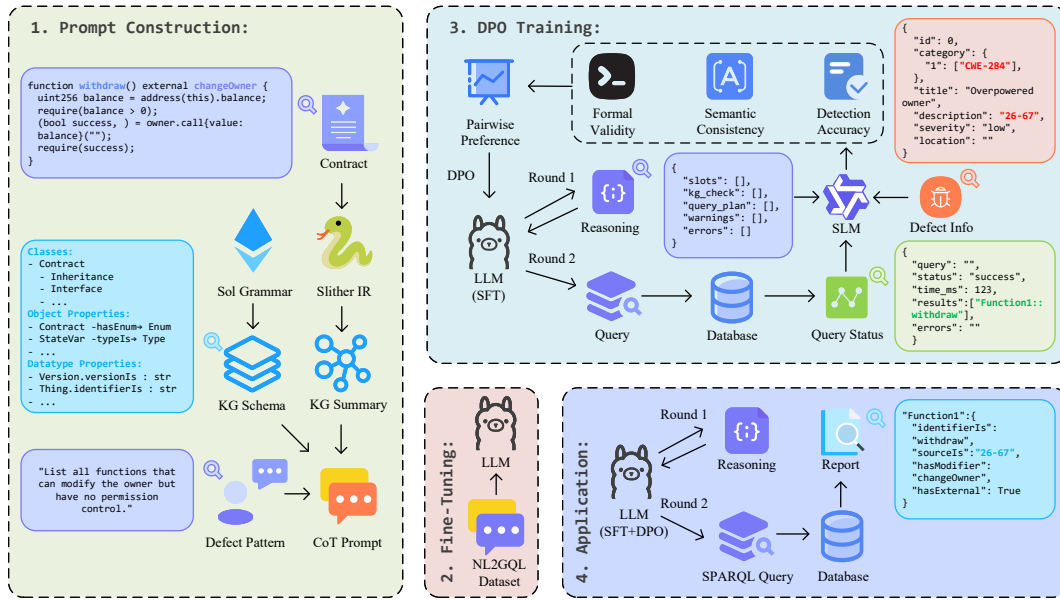 1. Prompt Construction:
function withdraw() external changeOwner {
  uint256 balance = address(this).balance;
  require(balance > 0);
  (bool success, ) = owner.call{value:
balance}("");
  require(success);
}
Contract
Sol Grammar
Slither IR
Classes:
- Contract
  - Inheritance
  - Interface
  - ...
Object Properties:
- Contract -hasEnum→ Enum
- StateVar -typeIs→ Type
- ...
Datatype Properties:
- Version.versionIs : str
- Thing.identifierIs : str
- ...
KG Schema
KG Summary
"List all functions that
can modify the owner but
have no permission
control."
Defect Pattern
CoT Prompt
2. Fine-Tuning:
LLM
NL2GQL
Dataset
3. DPO Training:
Pairwise
Preference
Formal
Validity
Semantic
Consistency
Detection
Accuracy
DPO
Round 1
Reasoning
LLM
(SFT)
Round 2
Query
Database
Query Status
{
  "slots": [],
  "kg_check": [],
  "query_plan": [],
  "warnings": [],
  "errors": []
}
SLM
Defect Info
{
  "id": 0,
  "category": {
    "1": ["CWE-284"],
  },
  "title": "Overpowered
owner",
  "description": "26-67",
  "severity": "low",
  "location": ""
}
{
  "query": "",
  "status": "success",
  "time_ms": 123,
  "results":["Function1::
withdraw"],
  "errors": ""
}
4. Application:
Round 1
Reasoning
LLM
(SFT+DPO)
Round 2
SPARQL Query
Database
Report
"Function1":{
  "identifierIs":
  "withdraw",
  "sourceIs":"26-67",
  "hasModifier":
  "changeOwner",
  "hasExternal": True
}